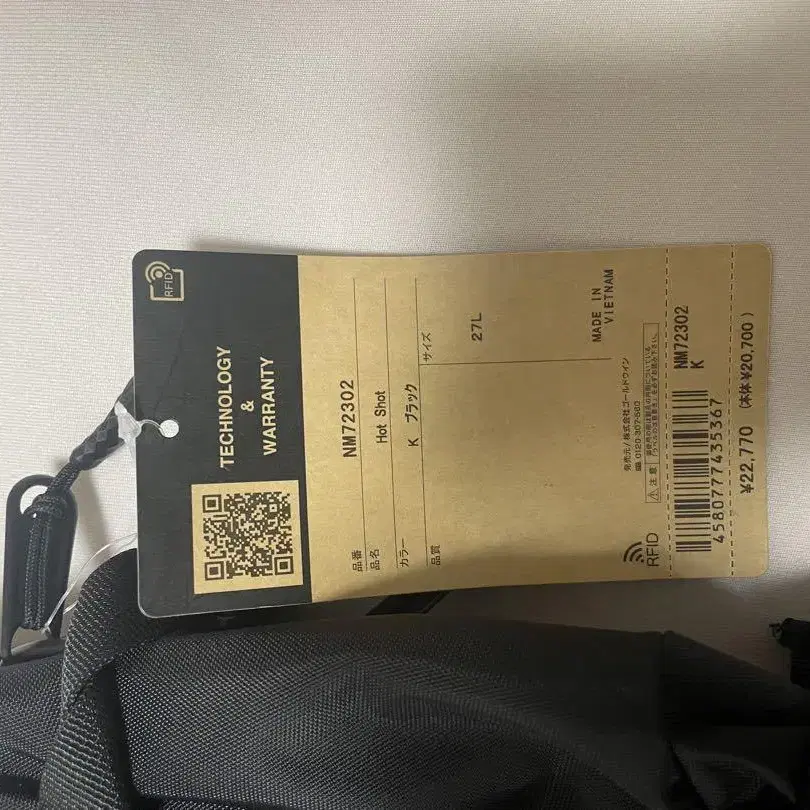 RFID
TECHNOLOGY
&
WARRANTY
品番 NM72302
品名 Hot Shot
カラー K ブラック
品質
サイズ
27L
MADE IN
VIETNAM
発売元/株式会社ゴールドウイン
0120-307-560
注意
RFID
NM72302
K
4580777435367
¥22,770 (本体¥20,700)